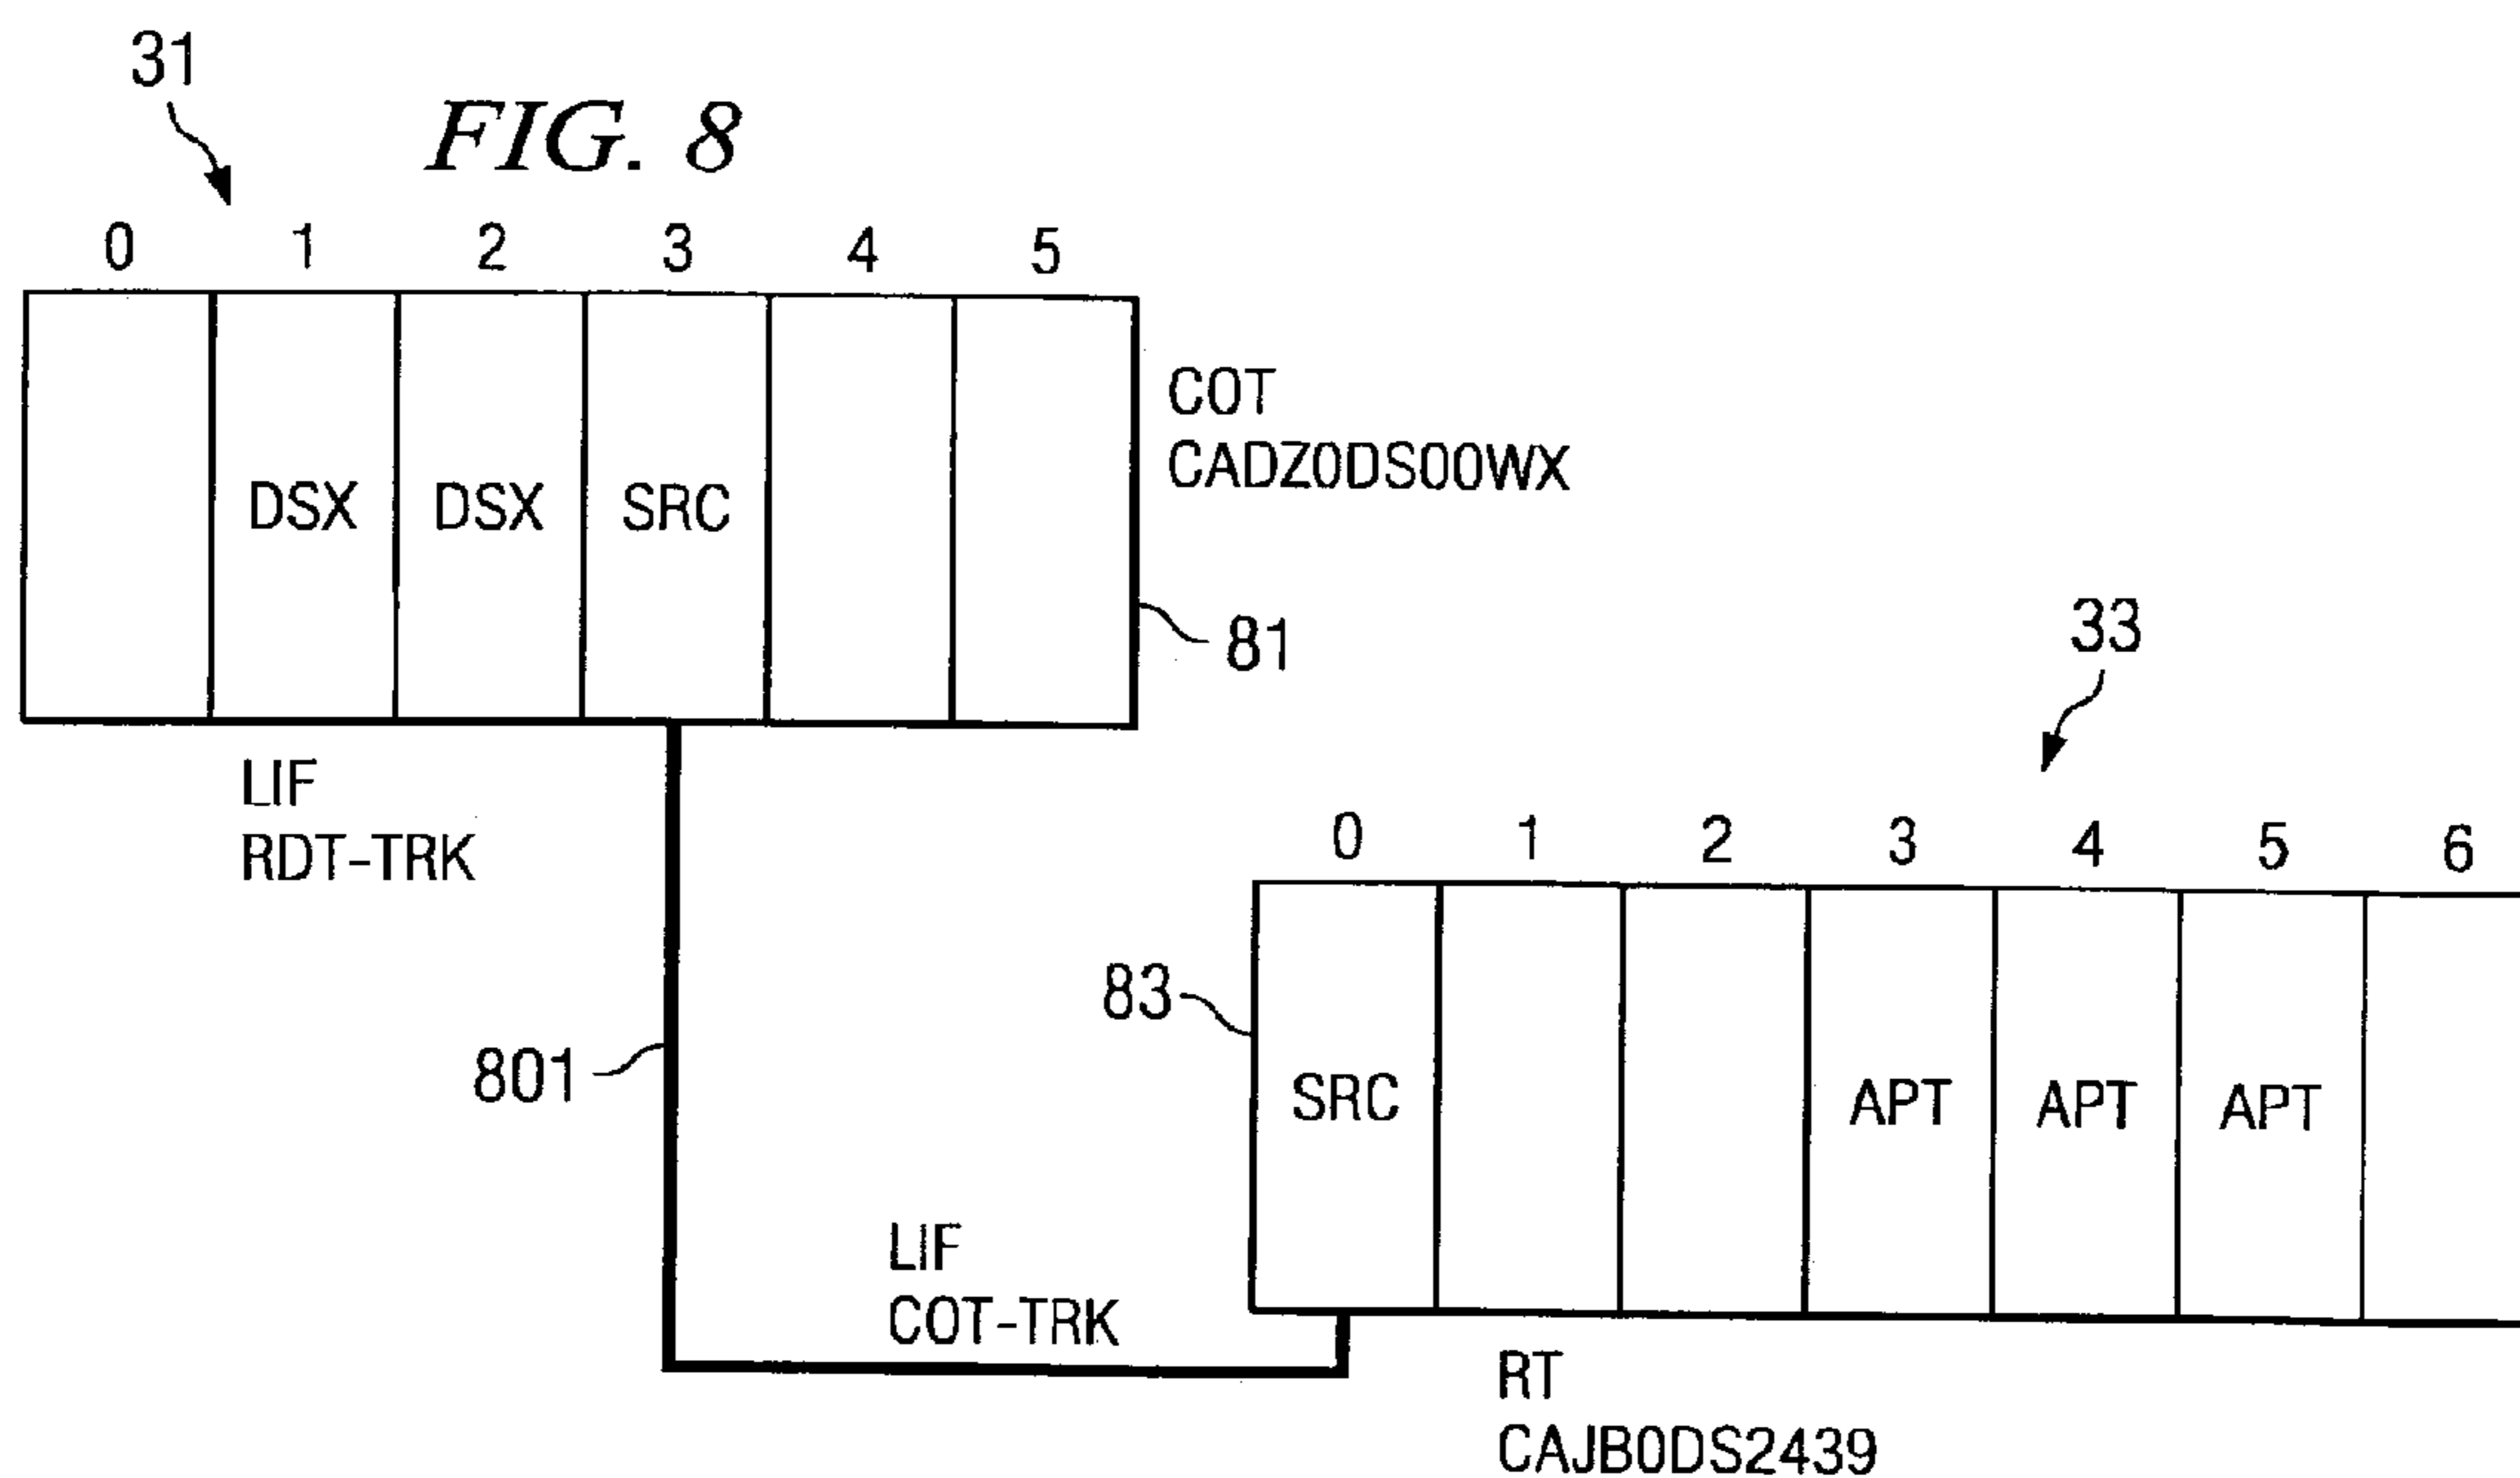 31
FIG. 8
0 1 2 3 4 5
DSX DSX SRC
COT
CADZ0DS00WX
81
LIF
RDT-TRK
33
0 1 2 3 4 5 6
83
SRC APT APT APT
801
LIF
COT-TRK
RT
CAJB0DS2439